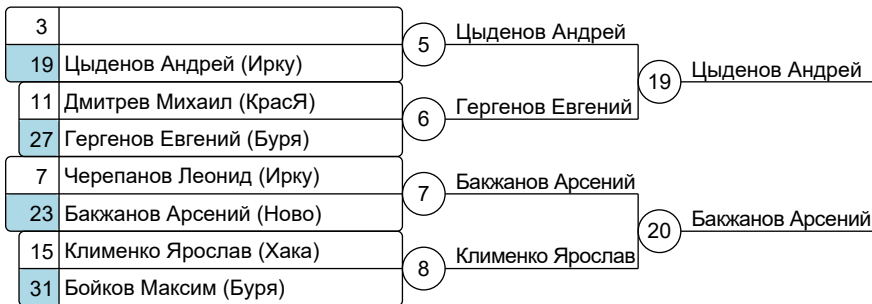 3
19 Цыденов Андрей (Ирку)
11 Дмитрев Михаил (КрасЯ)
27 Гергенов Евгений (Буря)
7 Черепанов Леонид (Ирку)
23 Бакжанов Арсений (Ново)
15 Клименко Ярослав (Хака)
31 Бойков Максим (Буря)
5 Цыденов Андрей
6 Гергенов Евгений
7 Бакжанов Арсений
8 Клименко Ярослав
19 Цыденов Андрей
20 Бакжанов Арсений